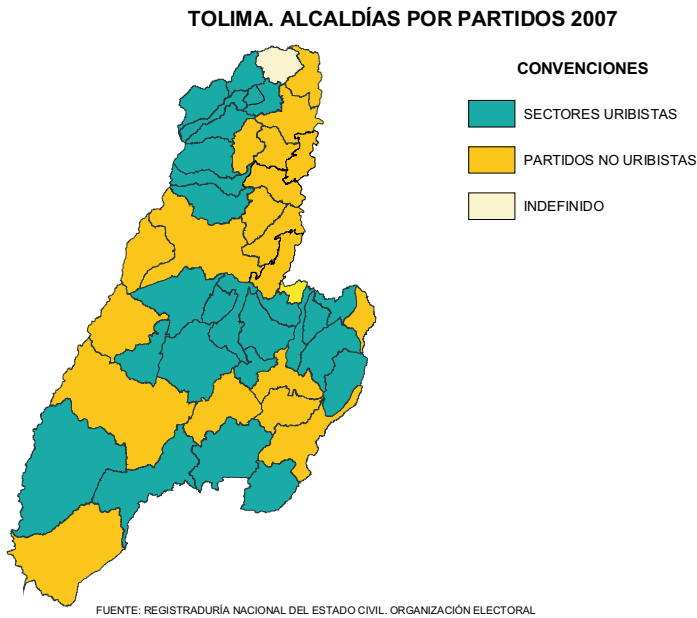 TOLIMA. ALCALDÍAS POR PARTIDOS 2007
CONVENCIONES
SECTORES URIBISTAS
PARTIDOS NO URIBISTAS
INDEFINIDO
FUENTE: REGISTRADURÍA NACIONAL DEL ESTADO CIVIL. ORGANIZACIÓN ELECTORAL